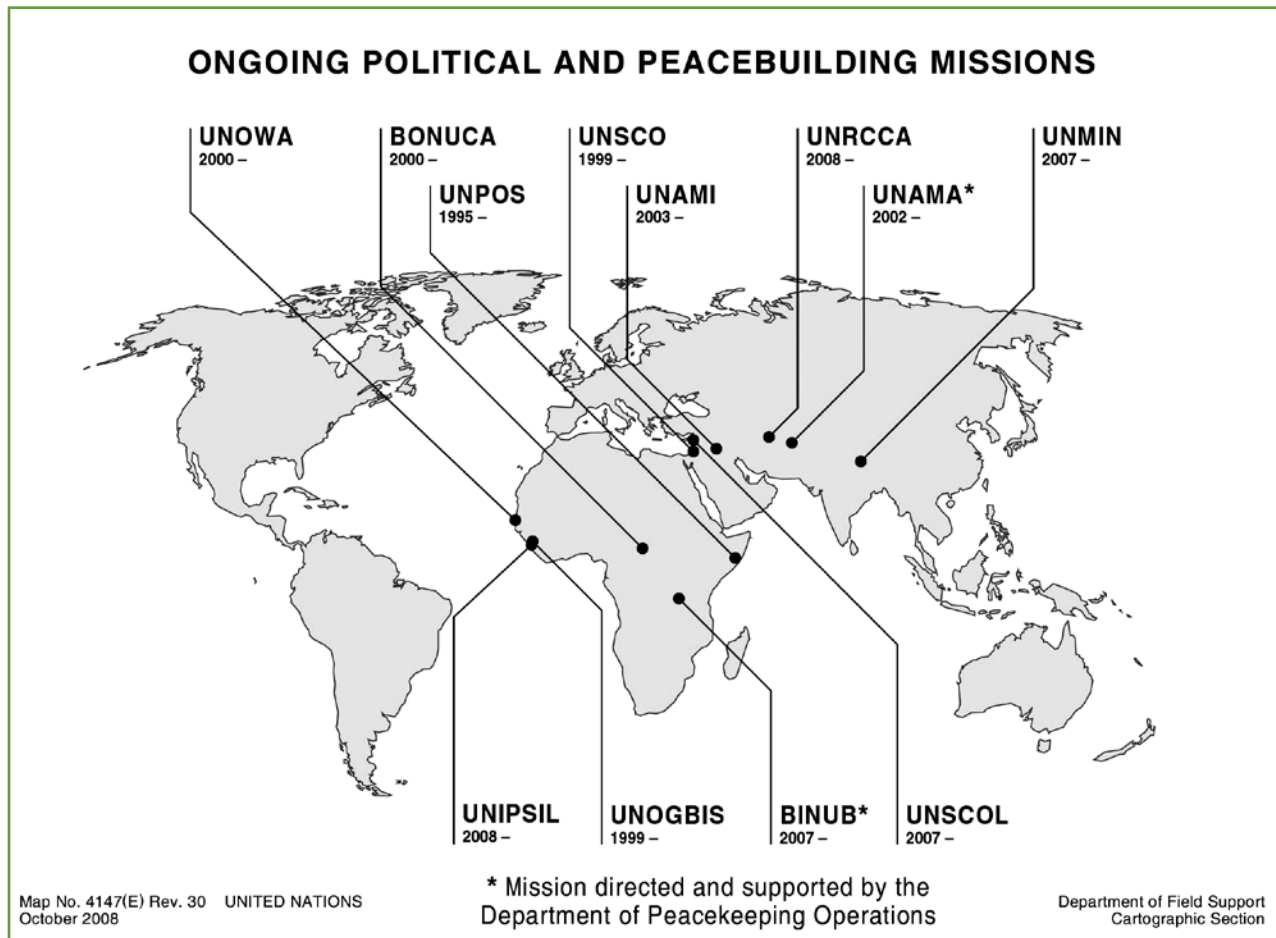 ONGOING POLITICAL AND PEACEBUILDING MISSIONS
UNOWA
2000 –
BONUCA
2000 –
UNSCO
1999 –
UNRCCA
2008 –
UNMIN
2007 –
UNPOS
1995 –
UNAMI
2003 –
UNAMA*
2002 –
UNIPSIL
2008 –
UNOGBIS
1999 –
BINUB*
2007 –
UNSCOL
2007 –
* Mission directed and supported by the
Department of Peacekeeping Operations
Map No. 4147(E) Rev. 30 UNITED NATIONS
October 2008
Department of Field Support
Cartographic Section